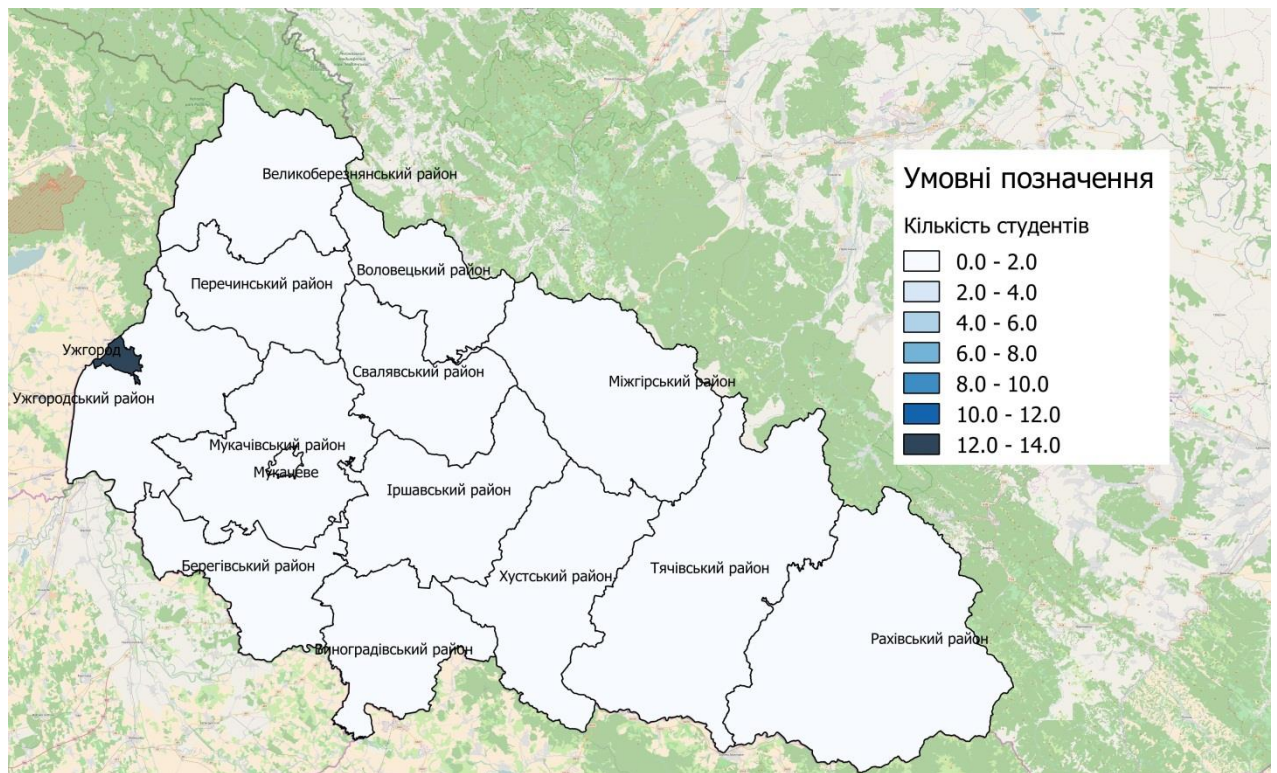 Великоберезнянський район
Умовні позначення
Кількість студентів
0.0 - 2.0
2.0 - 4.0
4.0 - 6.0
6.0 - 8.0
8.0 - 10.0
10.0 - 12.0
12.0 - 14.0
Воловецький район
Перечинський район
Ужгород
Свалявський район
Міжгірський район
Ужгородський район
Мукачівський район
Мукачеве
Іршавський район
Берегівський район
Хустський район
Тячівський район
Рахівський район
Виноградівський район